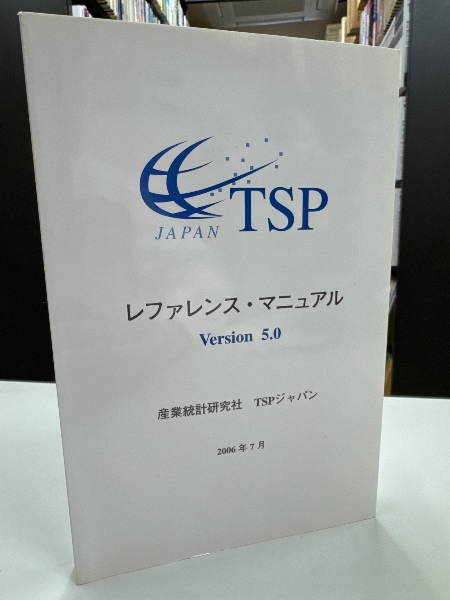 TSP
JAPAN
レファレンス・マニュアル
Version 5.0
産業統計研究社 TSPジャパン
2006 年 7 月